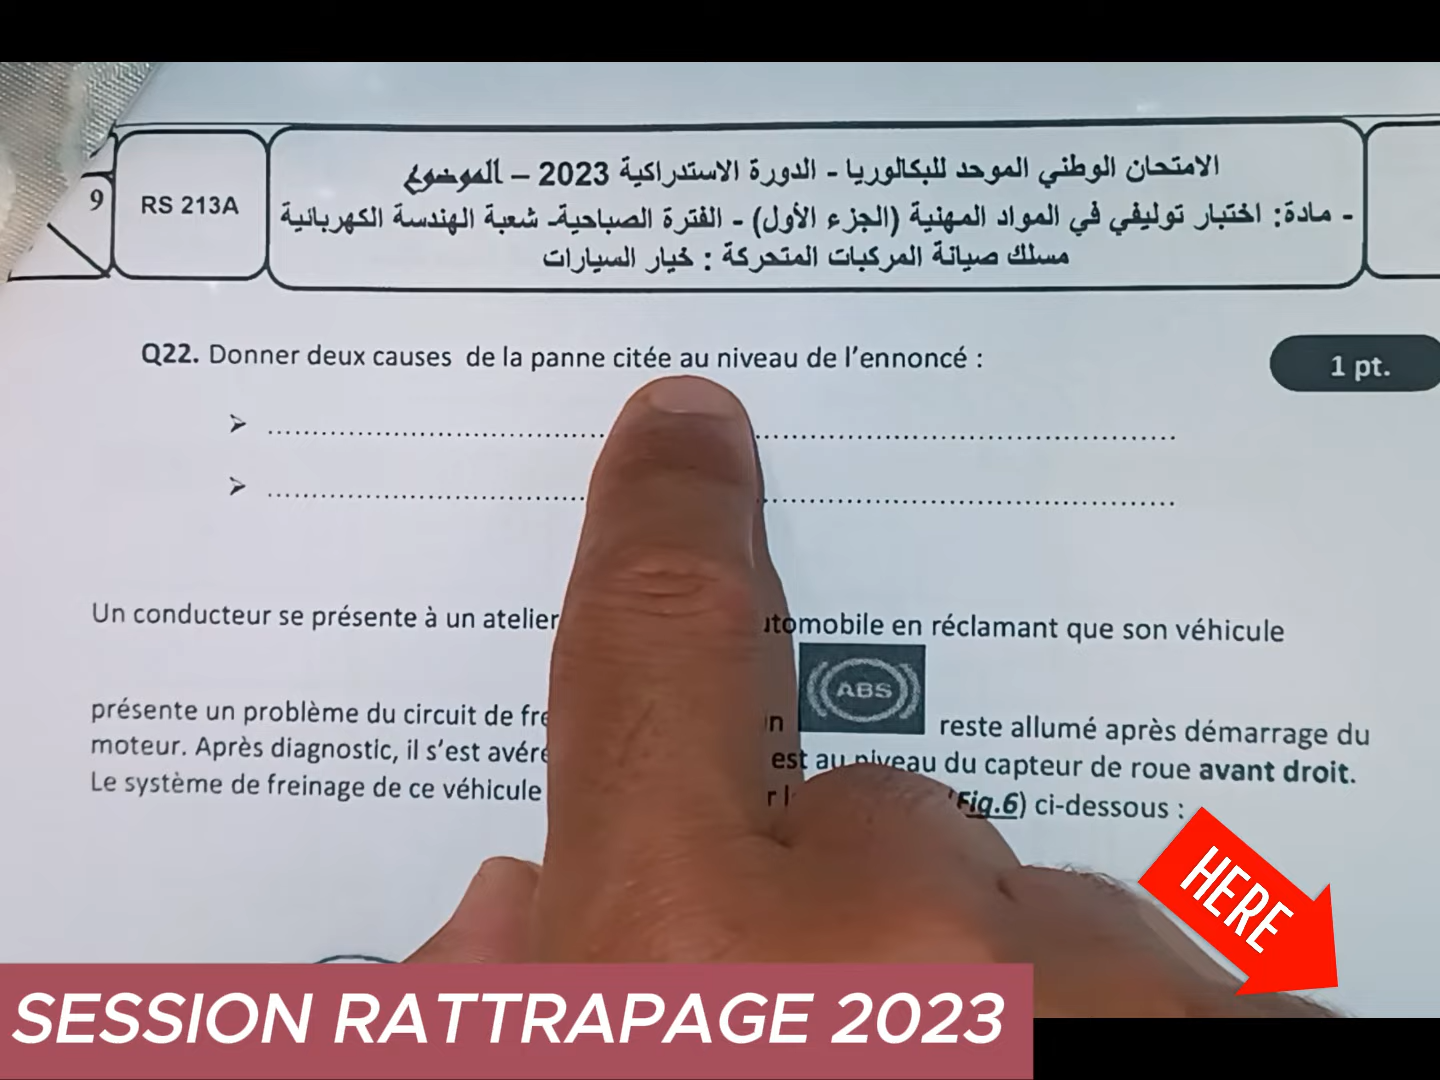 الامتحان الوطني الموحد للبكالوريا - الدورة الاستدراكية 2023 – الموضوع
- مادة: اختبار توليفي في المواد المهنية (الجزء الأول) - الفترة الصباحية- شعبة الهندسة الكهربائية
مسلك صيانة المركبات المتحركة : خيار السيارات
9
RS 213A
Q22. Donner deux causes de la panne citée au niveau de l'ennoncé :
1 pt.
Un conducteur se présente à un atelier utomobile en réclamant que son véhicule
ABS
présente un problème du circuit de fre n reste allumé après démarrage du
moteur. Après diagnostic, il s'est avéré est au niveau du capteur de roue avant droit.
Le système de freinage de ce véhicule Fig.6) ci-dessous :
HERE
SESSION RATTRAPAGE 2023